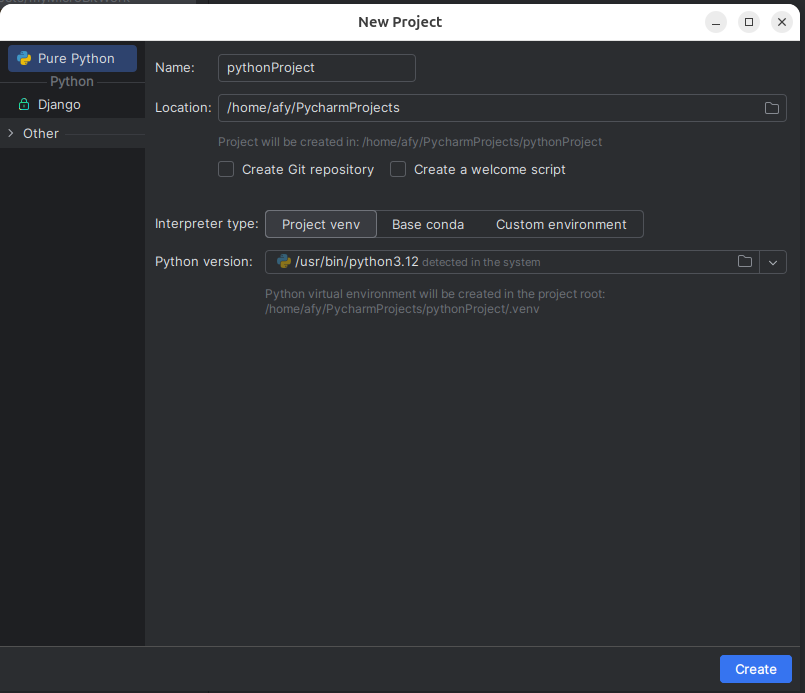 New Project
Pure Python
Python
Django
Other
Name: pythonProject
Location: /home/afy/PycharmProjects
Project will be created in: /home/afy/PycharmProjects/pythonProject
Create Git repository Create a welcome script
Interpreter type: Project venv Base conda Custom environment
Python version: /usr/bin/python3.12 detected in the system
Python virtual environment will be created in the project root:
/home/afy/PycharmProjects/pythonProject/.venv
Create